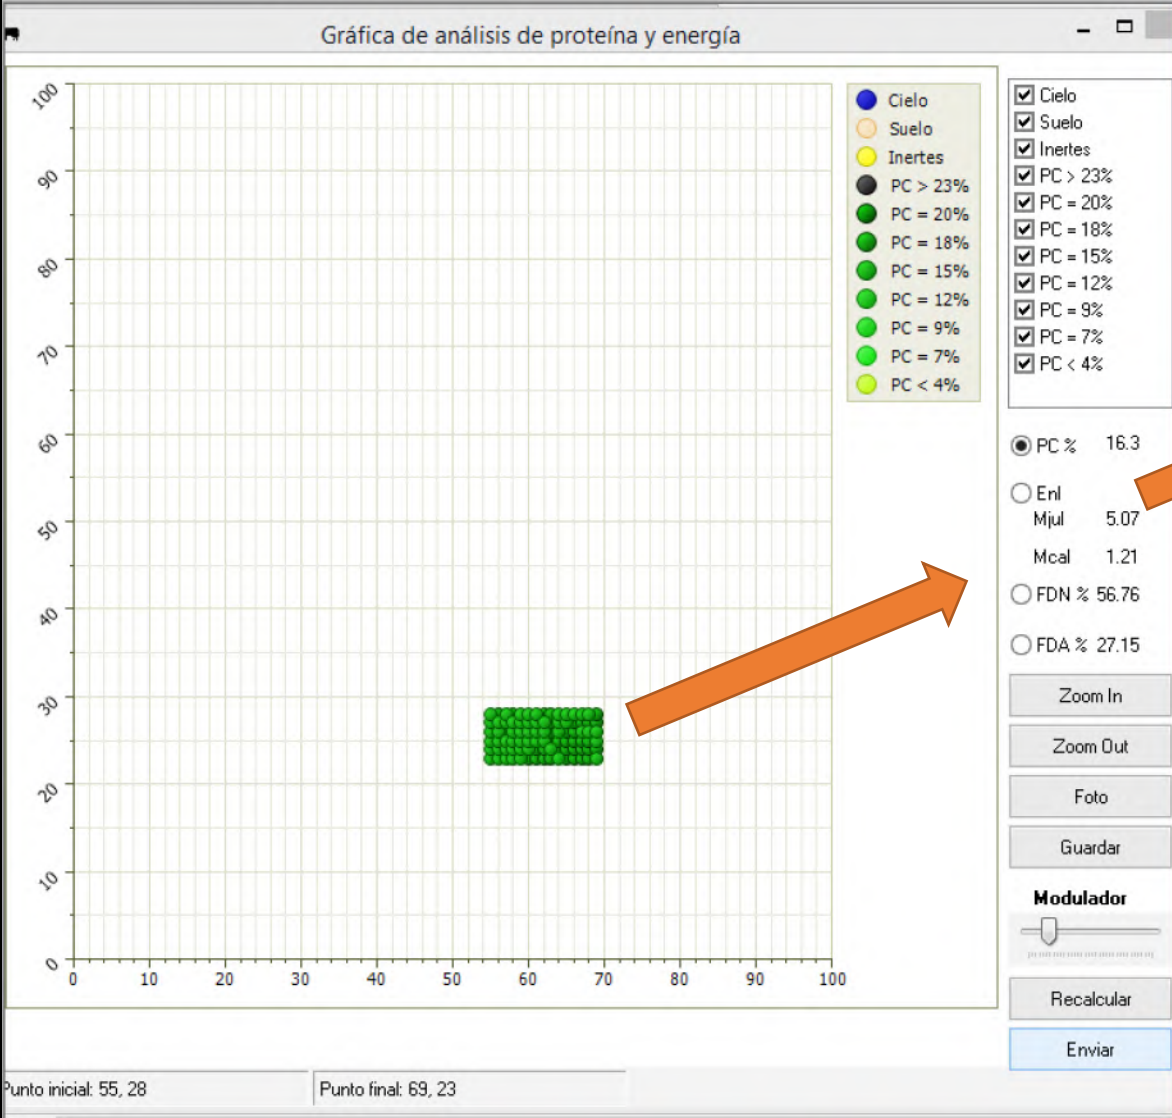 Gráfica de análisis de proteína y energía
100
90
80
70
60
50
40
30
20
10
0
0 10 20 30 40 50 60 70 80 90 100
Cielo
Suelo
Inertes
PC > 23%
PC = 20%
PC = 18%
PC = 15%
PC = 12%
PC = 9%
PC = 7%
PC < 4%
Cielo
Suelo
Inertes
PC > 23%
PC = 20%
PC = 18%
PC = 15%
PC = 12%
PC = 9%
PC = 7%
PC < 4%
PC % 16.3
Enl
Mjul 5.07
Mcal 1.21
FDN % 56.76
FDA % 27.15
Zoom In
Zoom Out
Foto
Guardar
Modulador
Recalcular
Enviar
Punto inicial: 55, 28 Punto final: 69, 23